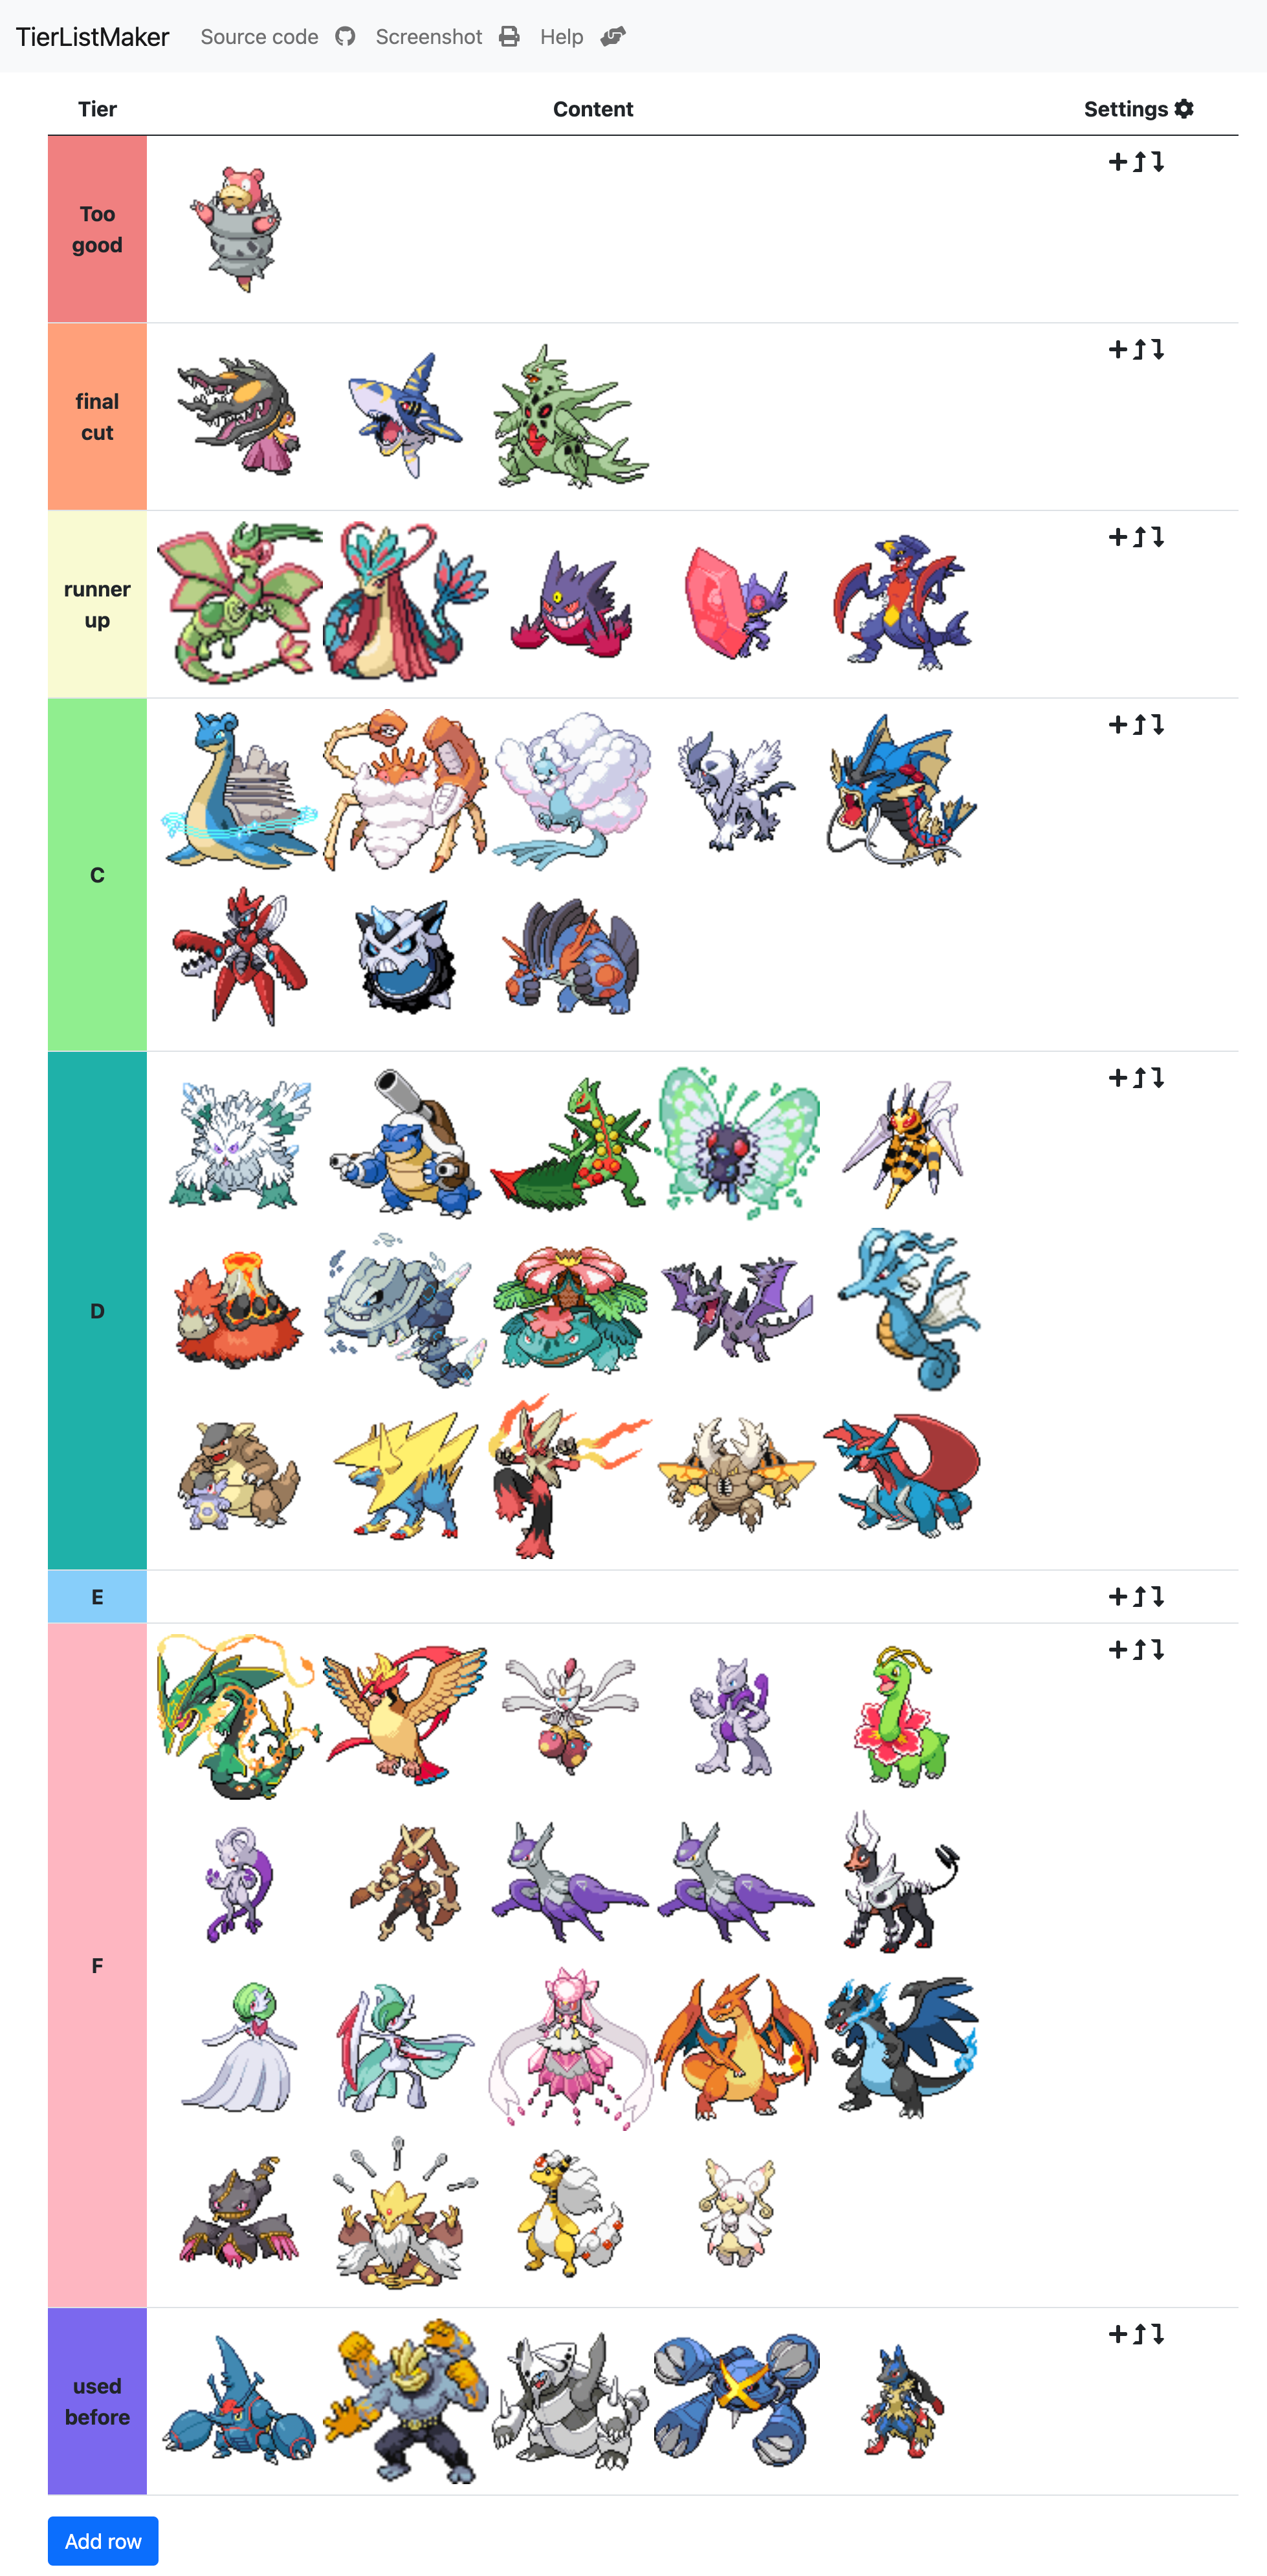 TierListMaker Source code Screenshot Help
Tier Content Settings
Too
good
final
cut
runner
up
C
D
E
F
used
before
Add row